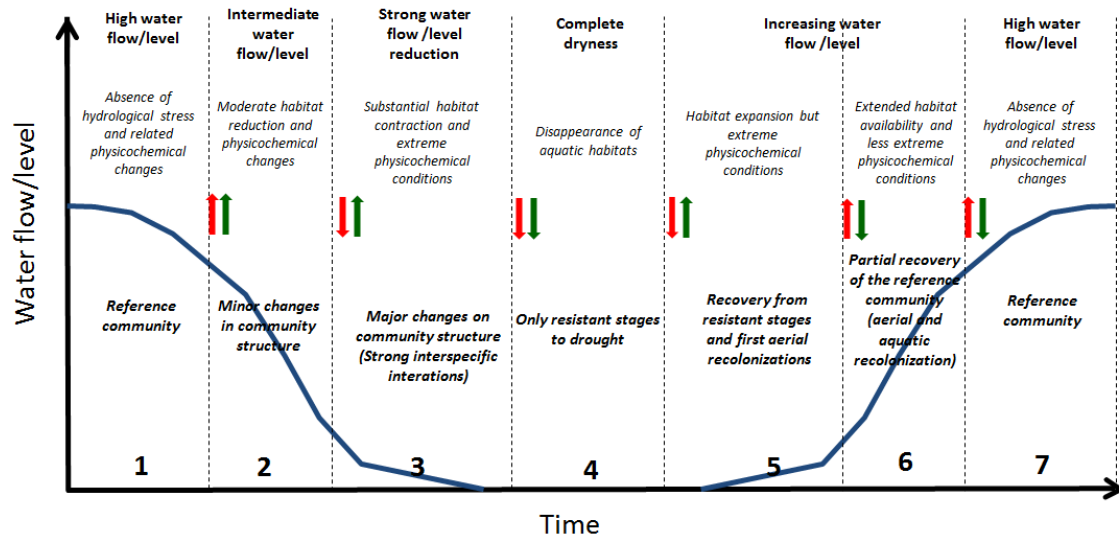 High water
flow/level
Intermediate
water
flow/level
Strong water
flow /level
reduction
Complete
dryness
Increasing water
flow /level
High water
flow/level
Absence of
hydrological stress
and related
physicochemical
changes
Moderate habitat
reduction and
physicochemical
changes
Substantial habitat
contraction and
extreme
physicochemical
conditions
Disappearance of
aquatic habitats
Habitat expansion but
extreme
physicochemical
conditions
Extended habitat
availability and
less extreme
physicochemical
conditions
Absence of
hydrological stress
and related
physicochemical
changes
Water flow/level
Reference
community
Minor changes
in community
structure
Major changes on
community structure
(Strong interspecific
interations)
Only resistant stages
to drought
Recovery from
resistant stages
and first aerial
recolonizations
Partial recovery
of the reference
community
(aerial and
aquatic
recolonization)
Reference
community
1
2
3
4
5
6
7
Time